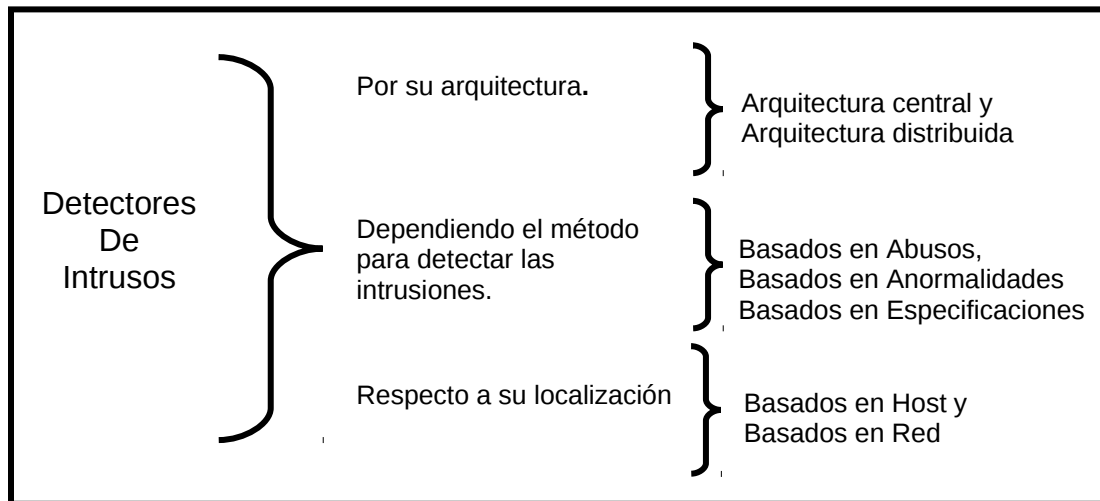 Detectores
De
Intrusos
Por su arquitectura.
Arquitectura central y
Arquitectura distribuida
Dependiendo el método
para detectar las
intrusiones.
Basados en Abusos,
Basados en Anormalidades
Basados en Especificaciones
Respecto a su localización
Basados en Host y
Basados en Red